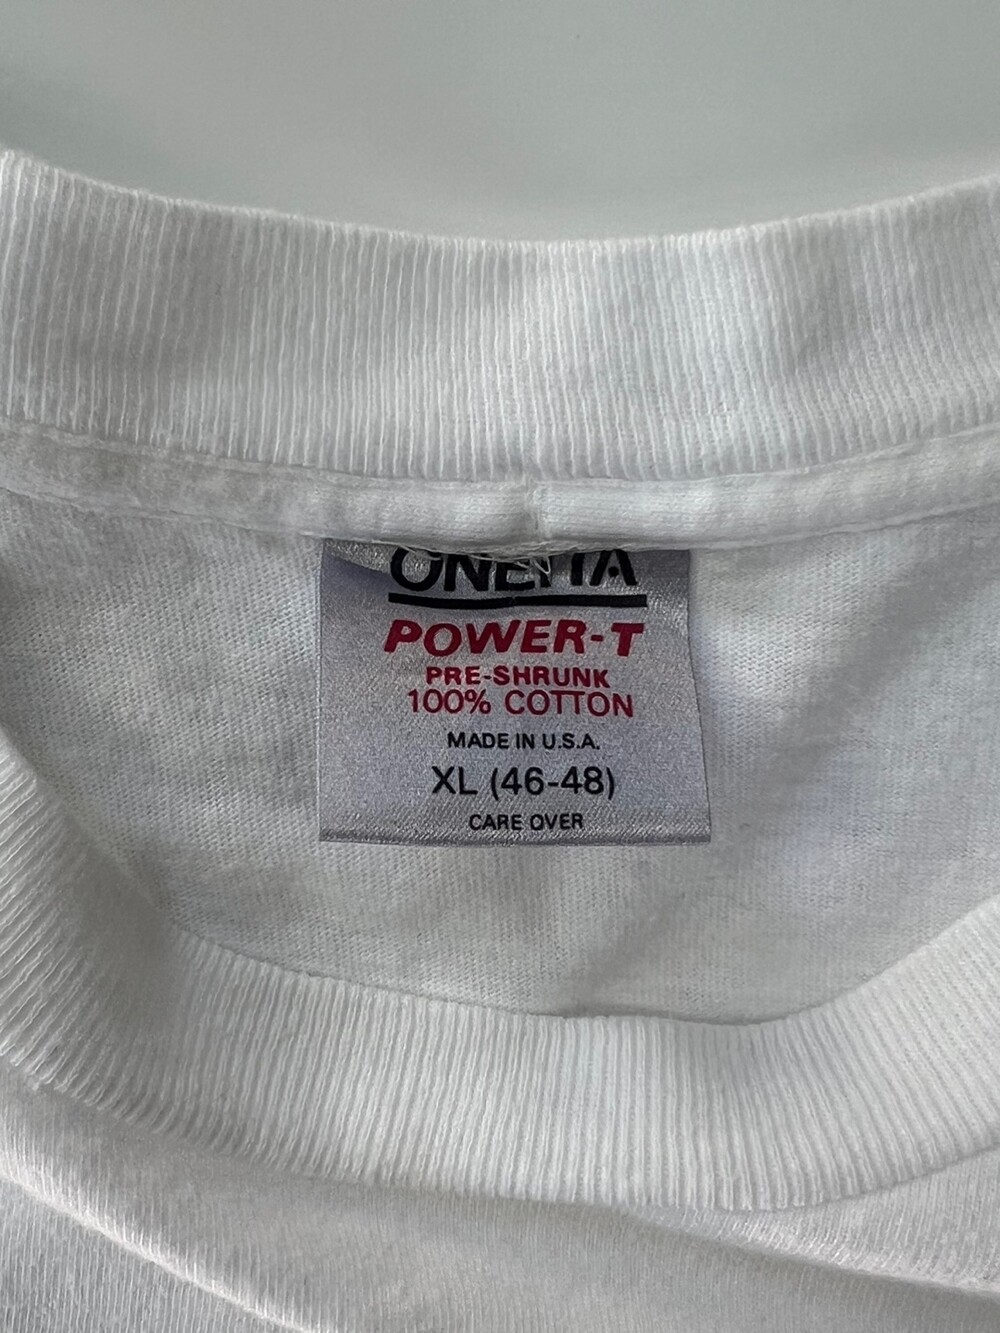 ONEITA
POWER-T
PRE-SHRUNK
100% COTTON
MADE IN U.S.A.
XL (46-48)
CARE OVER